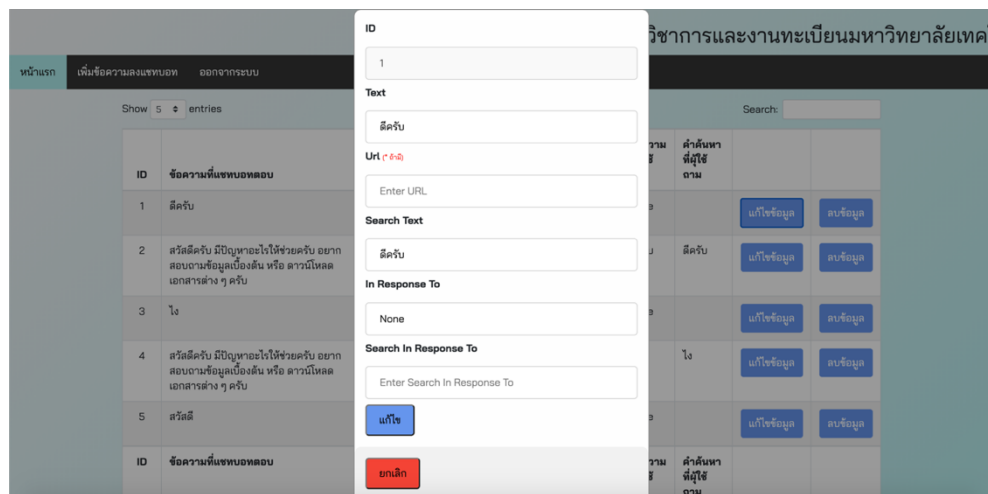 วิชาการและงานทะเบียนมหาวิทยาลัยเทค
หน้าแรก เพิ่มข้อความลงแชทบอท ออกจากระบบ
Show 5 entries
Search:
ID ข้อความที่แชทบอทตอบ
คำค้นหา
ที่ผู้ใช้
ถาม
1 ดีครับ
แก้ไขข้อมูล ลบข้อมูล
2 สวัสดีครับ มีปัญหาอะไรให้ช่วยครับ อยาก
สอบถามข้อมูลเบื้องต้น หรือ ดาวน์โหลด
เอกสารต่าง ๆ ครับ
ดีครับ
แก้ไขข้อมูล ลบข้อมูล
3 ไง
แก้ไขข้อมูล ลบข้อมูล
4 สวัสดีครับ มีปัญหาอะไรให้ช่วยครับ อยาก
สอบถามข้อมูลเบื้องต้น หรือ ดาวน์โหลด
เอกสารต่าง ๆ ครับ
ไง
แก้ไขข้อมูล ลบข้อมูล
5 สวัสดี
แก้ไขข้อมูล ลบข้อมูล
ID ข้อความที่แชทบอทตอบ
คำค้นหา
ที่ผู้ใช้
ถาม
ID
1
Text
ดีครับ
Url (* ถ้ามี)
Enter URL
Search Text
ดีครับ
In Response To
None
Search In Response To
Enter Search In Response To
แก้ไข
ยกเลิก